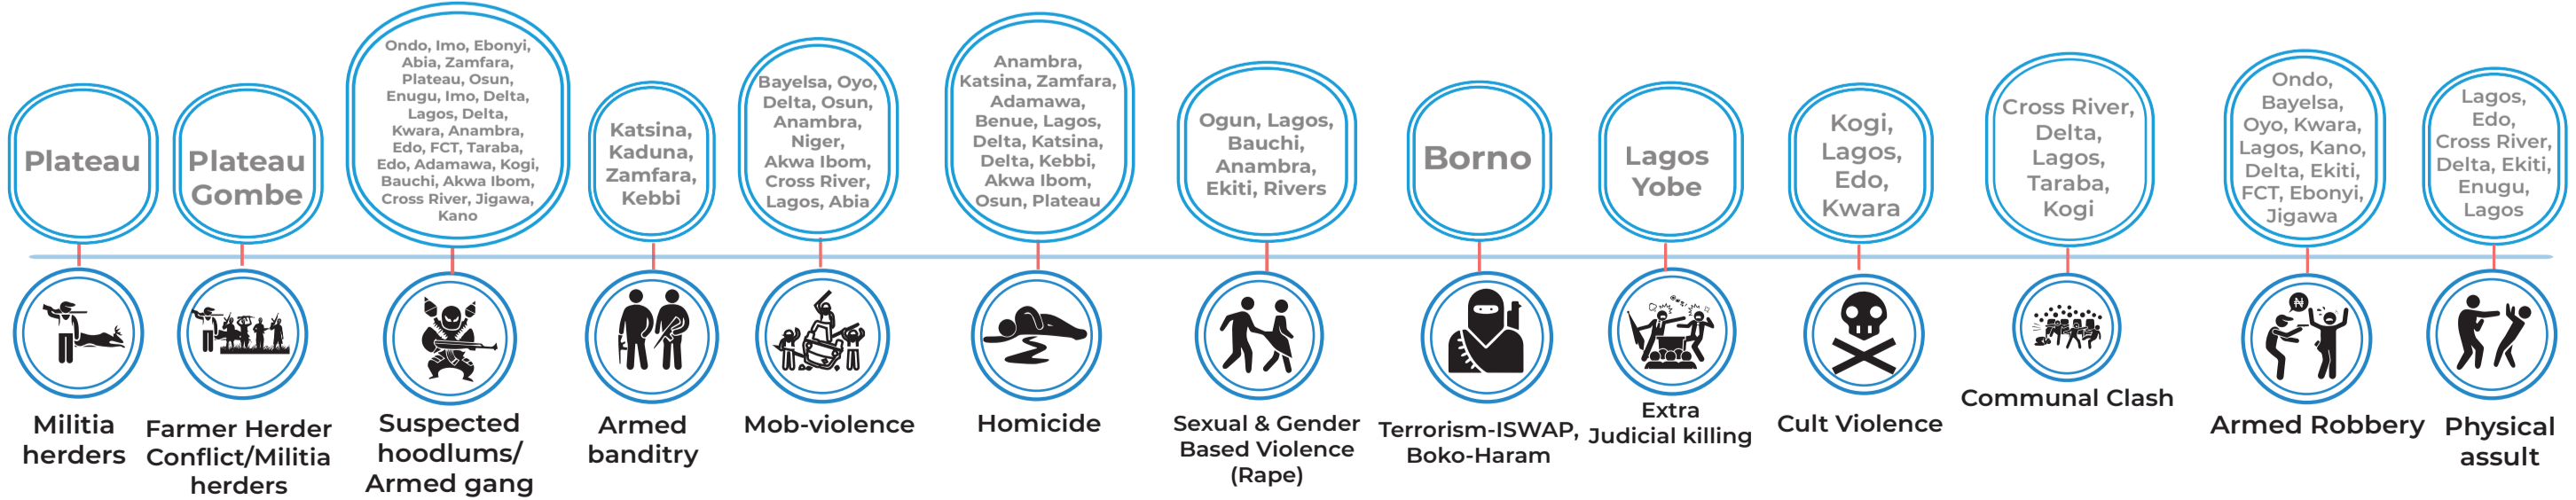 Plateau
Plateau
Gombe
Ondo, Imo, Ebonyi,
Abia, Zamfara,
Plateau, Osun,
Enugu, Imo, Delta,
Lagos, Delta,
Kwara, Anambra,
Edo, FCT, Taraba,
Edo, Adamawa, Kogi,
Bauchi, Akwa Ibom,
Cross River, Jigawa,
Kano
Katsina,
Kaduna,
Zamfara,
Kebbi
Bayelsa, Oyo,
Delta, Osun,
Anambra,
Niger,
Akwa Ibom,
Cross River,
Lagos, Abia
Anambra,
Katsina, Zamfara,
Adamawa,
Benue, Lagos,
Delta, Katsina,
Delta, Kebbi,
Akwa Ibom,
Osun, Plateau
Ogun, Lagos,
Bauchi,
Anambra,
Ekiti, Rivers
Borno
Lagos
Yobe
Kogi,
Lagos,
Edo,
Kwara
Cross River,
Delta,
Lagos,
Taraba,
Kogi
Ondo,
Bayelsa,
Oyo, Kwara,
Lagos, Kano,
Delta, Ekiti,
FCT, Ebonyi,
Jigawa
Lagos,
Edo,
Cross River,
Delta, Ekiti,
Enugu,
Lagos
₦
Militia
herders
Farmer Herder
Conflict/Militia
herders
Suspected
hoodlums/
Armed gang
Armed
banditry
Mob-violence
Homicide
Sexual & Gender
Based Violence
(Rape)
Terrorism-ISWAP,
Boko-Haram
Extra
Judicial killing
Cult Violence
Communal Clash
Armed Robbery
Physical
assult